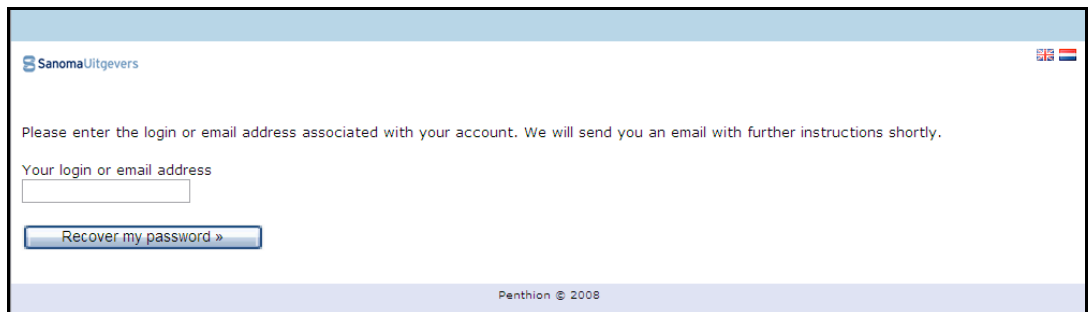 SanomaUitgevers
Please enter the login or email address associated with your account. We will send you an email with further instructions shortly.
Your login or email address
Recover my password »
Penthion © 2008